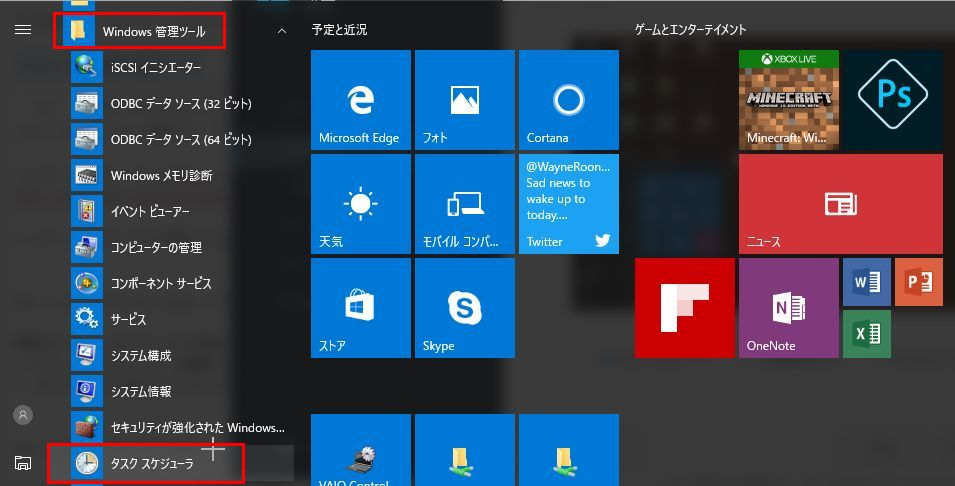 Windows 管理ツール
iSCSI イニシエーター
ODBC データ ソース (32 ビット)
ODBC データ ソース (64 ビット)
Windows メモリ診断
イベント ビューアー
コンピューターの管理
コンポーネント サービス
サービス
システム構成
システム情報
セキュリティが強化された Windows...
タスク スケジューラ
予定と近況
Microsoft Edge
フォト
Cortana
天気
モバイル コンパ...
@WayneRoon...
Sad news to
wake up to
today....
Twitter
ストア
Skype
VAIO Control
ゲームとエンターテイメント
XBOX LIVE
MINECRAFT
Minecraft: Wi...
Ps
ニュース
OneNote
N
W
P
X